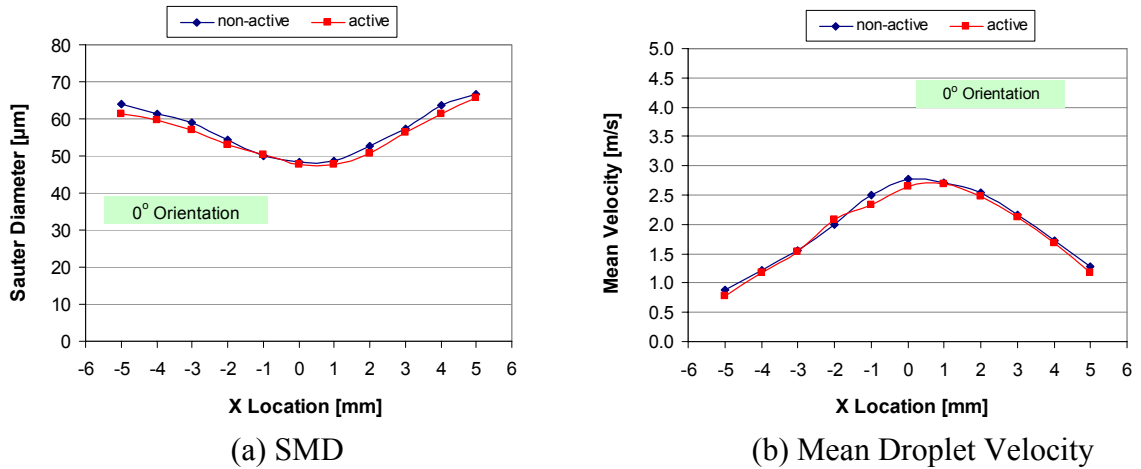 non-active active
80
70
60
50
40
30
20
10
0
Sauter Diameter [µm]
0° Orientation
-6 -5 -4 -3 -2 -1 0 1 2 3 4 5 6
X Location [mm]
(a) SMD
non-active active
5.0
4.5
4.0
3.5
3.0
2.5
2.0
1.5
1.0
0.5
0.0
Mean Velocity [m/s]
0° Orientation
-6 -5 -4 -3 -2 -1 0 1 2 3 4 5 6
X Location [mm]
(b) Mean Droplet Velocity